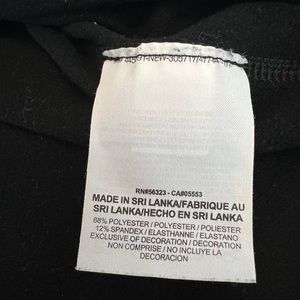 RN#56323 - CA#05553
MADE IN SRI LANKA/FABRIQUE AU
SRI LANKA/HECHO EN SRI LANKA
88% POLYESTER / POLYESTER / POLIESTER
12% SPANDEX / ELASTHANNE / ELASTANO
EXCLUSIVE OF DECORATION / DECORATION
NON COMPRISE / NO INCLUYE LA
DECORACION